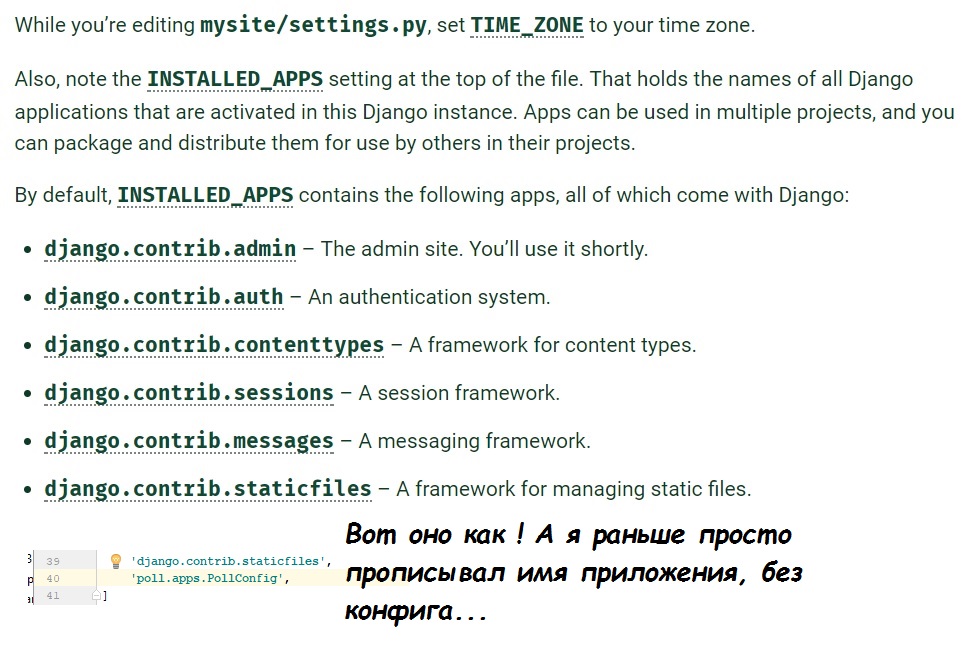 While you’re editing mysite/settings.py, set TIME_ZONE to your time zone.
Also, note the INSTALLED_APPS setting at the top of the file. That holds the names of all Django
applications that are activated in this Django instance. Apps can be used in multiple projects, and you
can package and distribute them for use by others in their projects.
By default, INSTALLED_APPS contains the following apps, all of which come with Django:
• django.contrib.admin – The admin site. You’ll use it shortly.
• django.contrib.auth – An authentication system.
• django.contrib.contenttypes – A framework for content types.
• django.contrib.sessions – A session framework.
• django.contrib.messages – A messaging framework.
• django.contrib.staticfiles – A framework for managing static files.
39 'django.contrib.staticfiles',
40 'poll.apps.PollConfig',
41 ]
Вот оно как ! А я раньше просто
прописывал имя приложения, без
конфига...